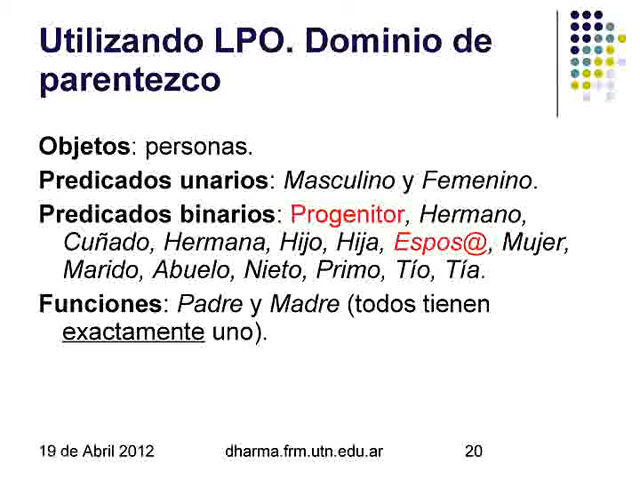 Utilizando LPO. Dominio de
parentezco
Objetos: personas.
Predicados unarios: Masculino y Femenino.
Predicados binarios: Progenitor, Hermano,
Cuñado, Hermana, Hijo, Hija, Espos@, Mujer,
Marido, Abuelo, Nieto, Primo, Tío, Tía.
Funciones: Padre y Madre (todos tienen
exactamente uno).
19 de Abril 2012 dharma.frm.utn.edu.ar 20